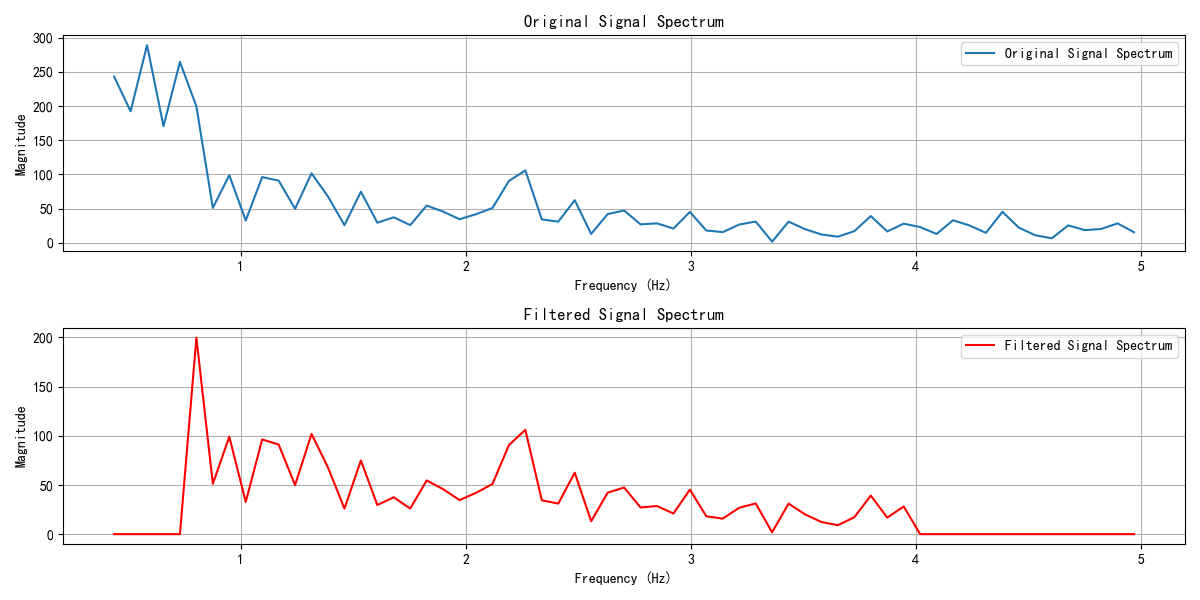 Original Signal Spectrum
300
250
200
150
100
50
0
Magnitude
Original Signal Spectrum
1 2 3 4 5
Frequency (Hz)
Filtered Signal Spectrum
200
150
100
50
0
Magnitude
Filtered Signal Spectrum
1 2 3 4 5
Frequency (Hz)